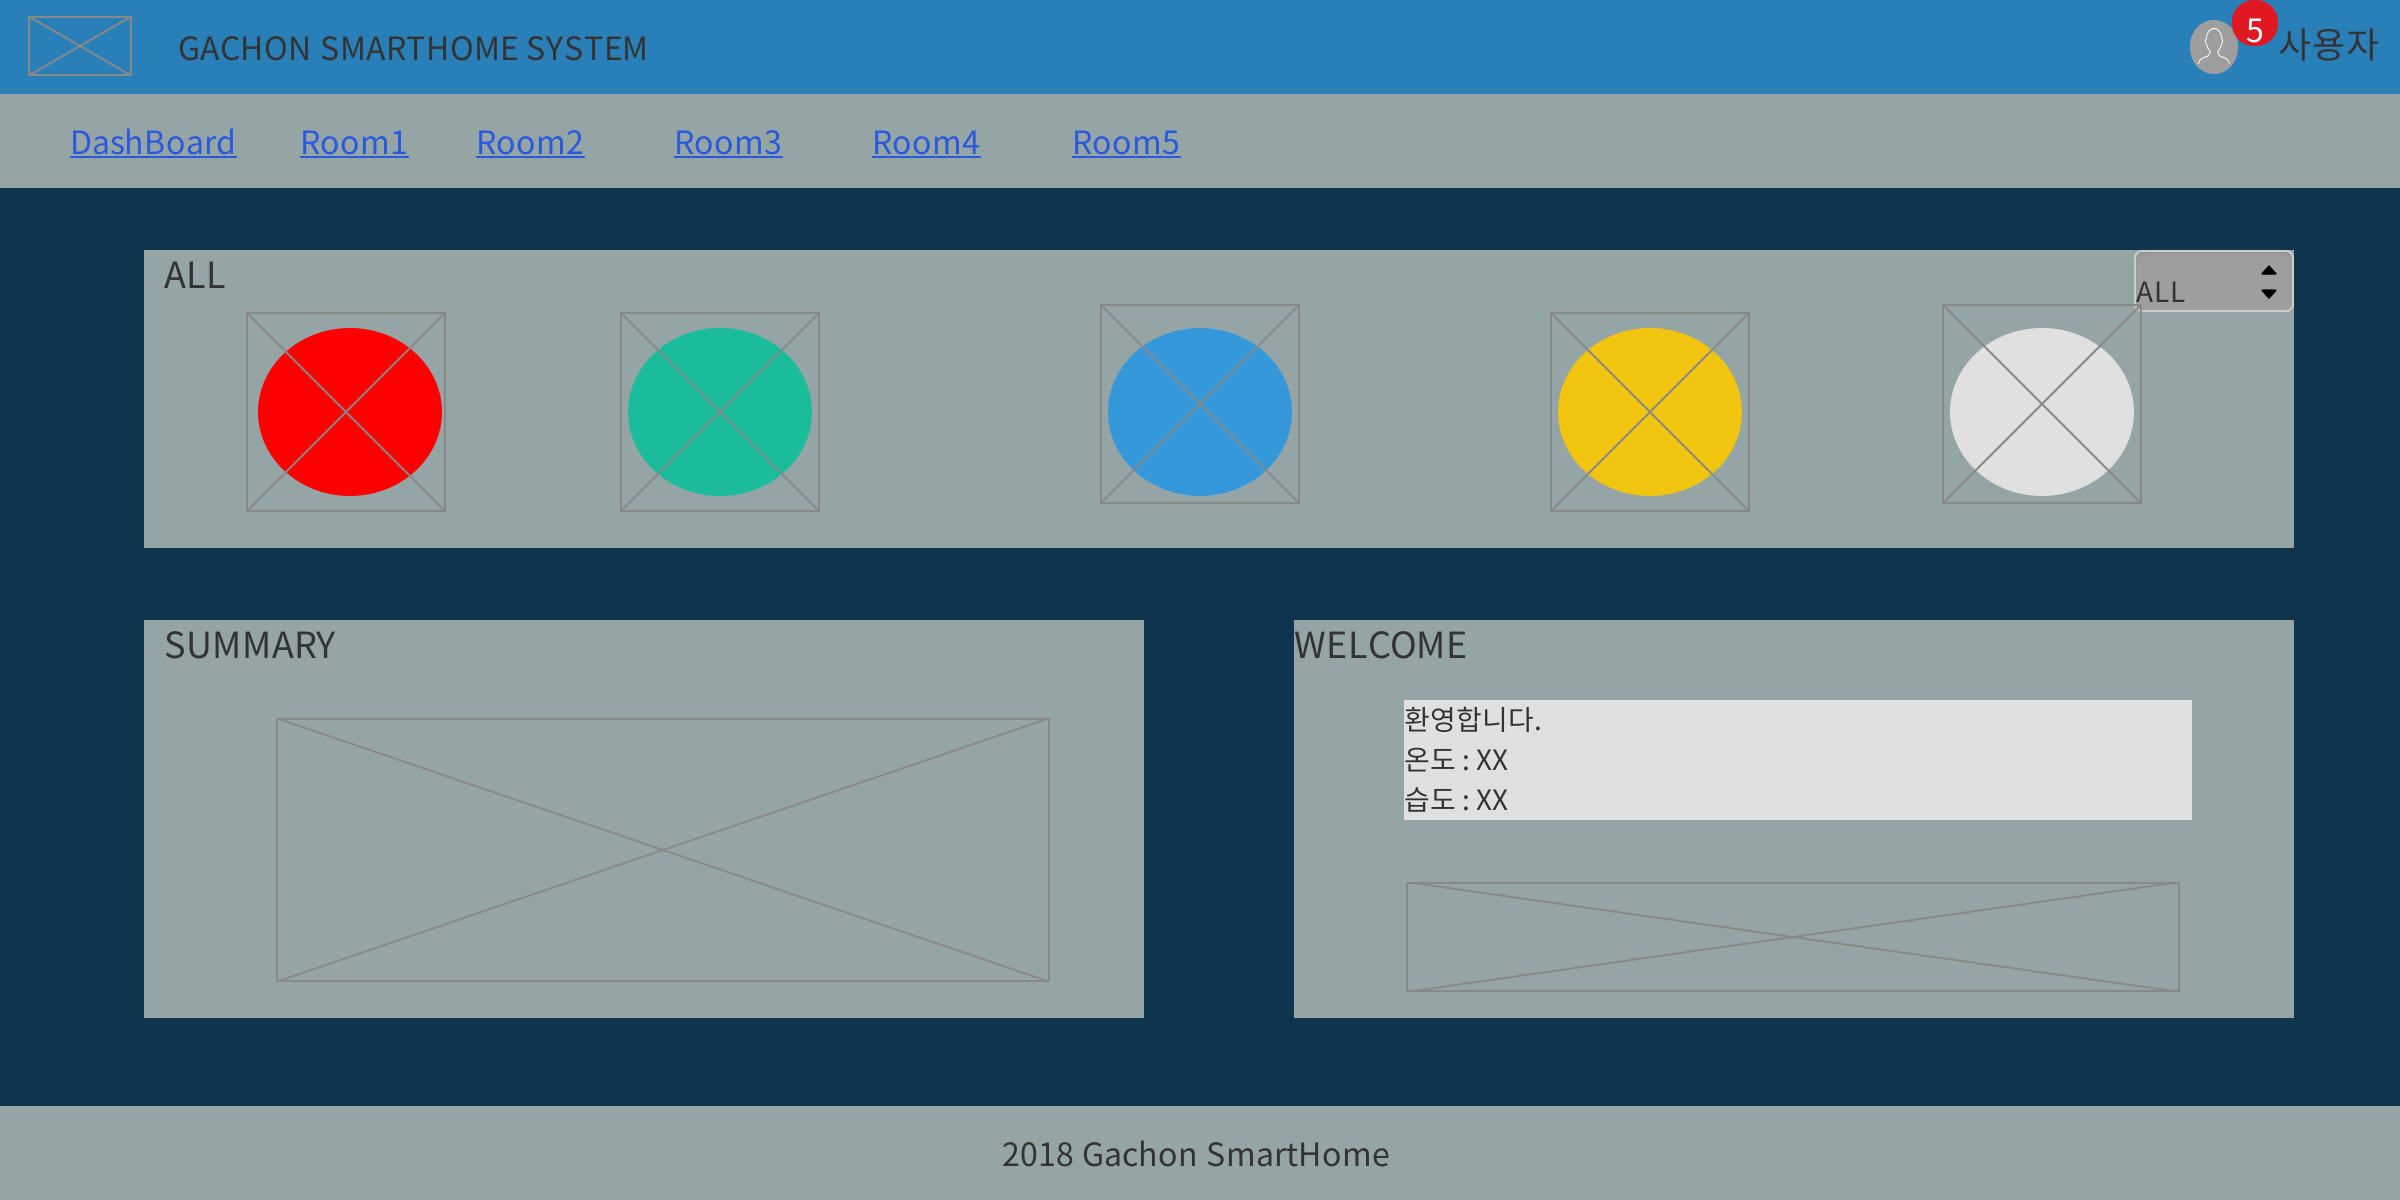 GACHON SMARTHOME SYSTEM
5
사용자
DashBoard Room1 Room2 Room3 Room4 Room5
ALL
ALL
SUMMARY
WELCOME
환영합니다.
온도 : XX
습도 : XX
2018 Gachon SmartHome